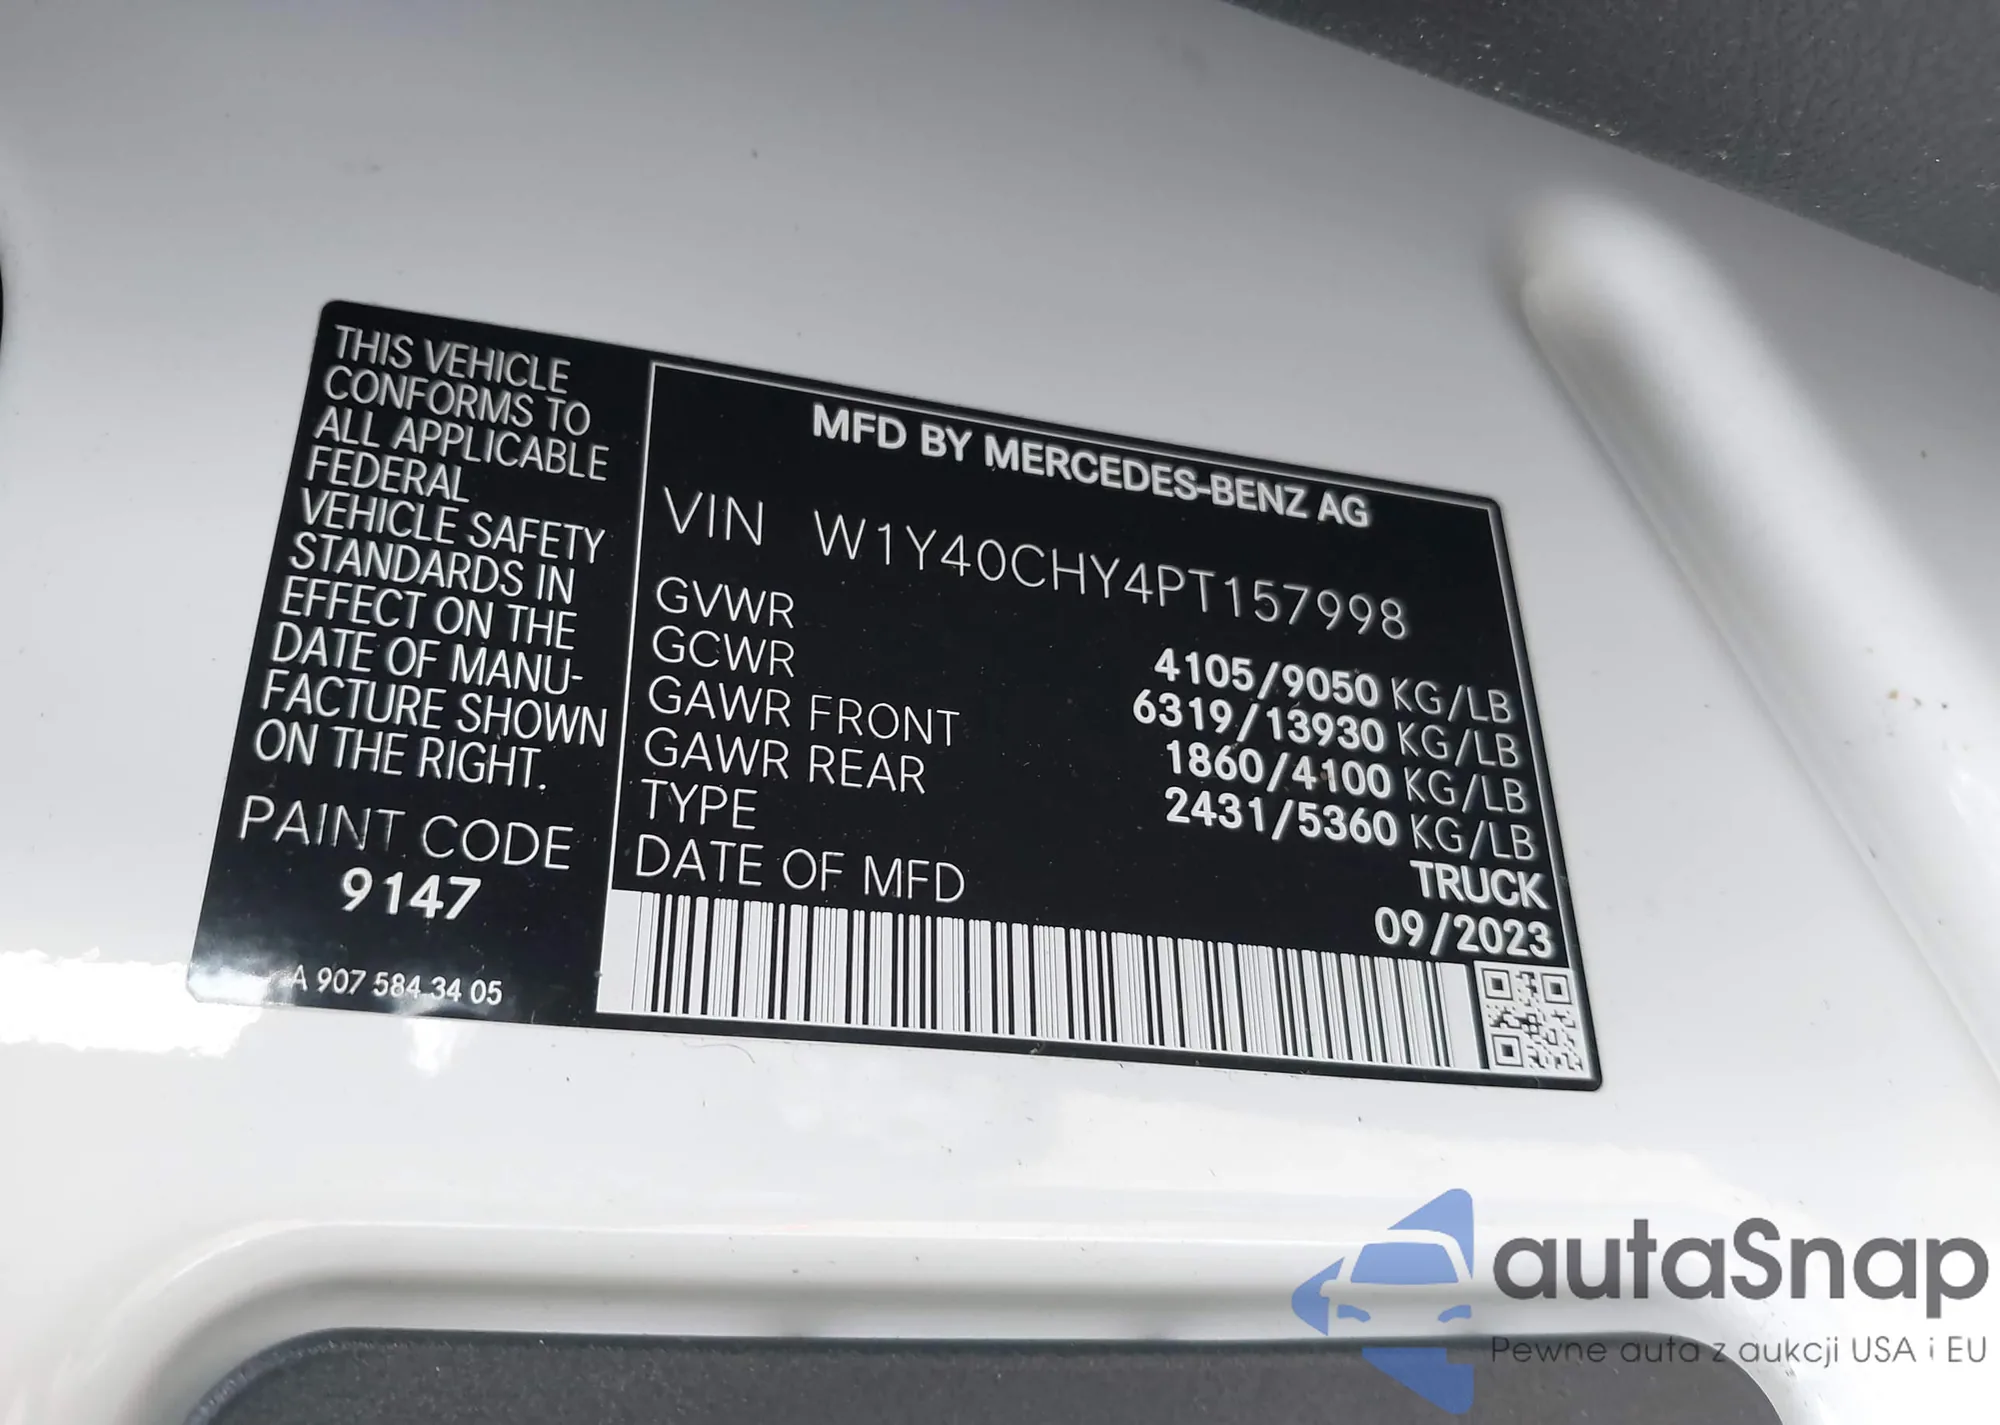 THIS VEHICLE
CONFORMS TO
ALL APPLICABLE
FEDERAL
VEHICLE SAFETY
STANDARDS IN
EFFECT ON THE
DATE OF MANU-
FACTURE SHOWN
ON THE RIGHT.
PAINT CODE
9147
A 907 584 34 05
MFD BY MERCEDES-BENZ AG
VIN W1Y40CHY4PT157998
GVWR 4105/9050 KG/LB
GCWR 6319/13930 KG/LB
GAWR FRONT 1860/4100 KG/LB
GAWR REAR 2431/5360 KG/LB
TYPE TRUCK
DATE OF MFD 09/2023
autaSnap
Pewne auta z aukcji USA i EU